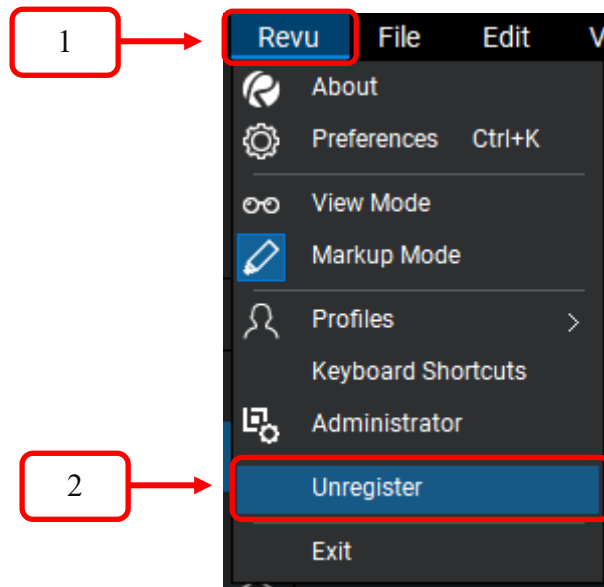 1
Revu File Edit V
About
Preferences Ctrl+K
View Mode
Markup Mode
Profiles
Keyboard Shortcuts
Administrator
2
Unregister
Exit